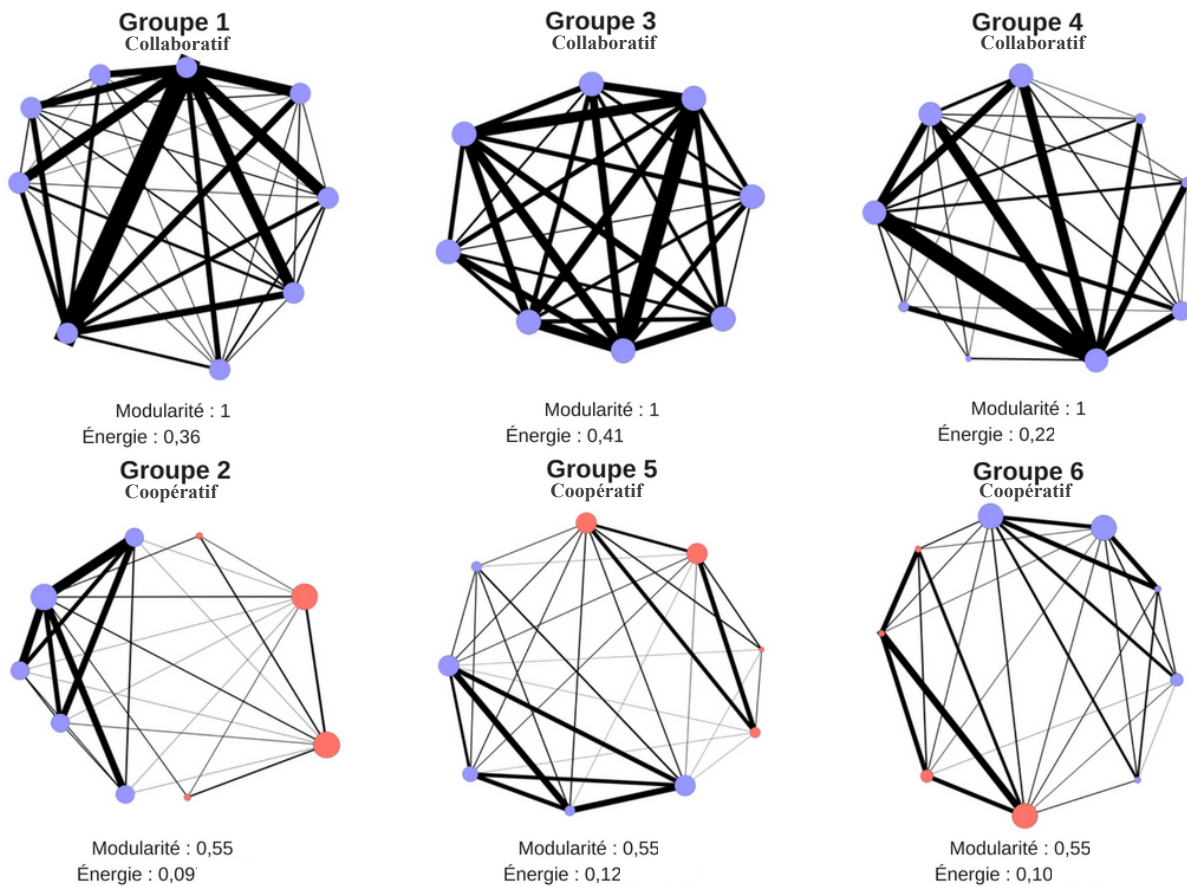 Groupe 1
Collaboratif
Modularité : 1
Énergie : 0,36
Groupe 3
Collaboratif
Modularité : 1
Énergie : 0,41
Groupe 4
Collaboratif
Modularité : 1
Énergie : 0,22
Groupe 2
Coopératif
Modularité : 0,55
Énergie : 0,09
Groupe 5
Coopératif
Modularité : 0,55
Énergie : 0,12
Groupe 6
Coopératif
Modularité : 0,55
Énergie : 0,10